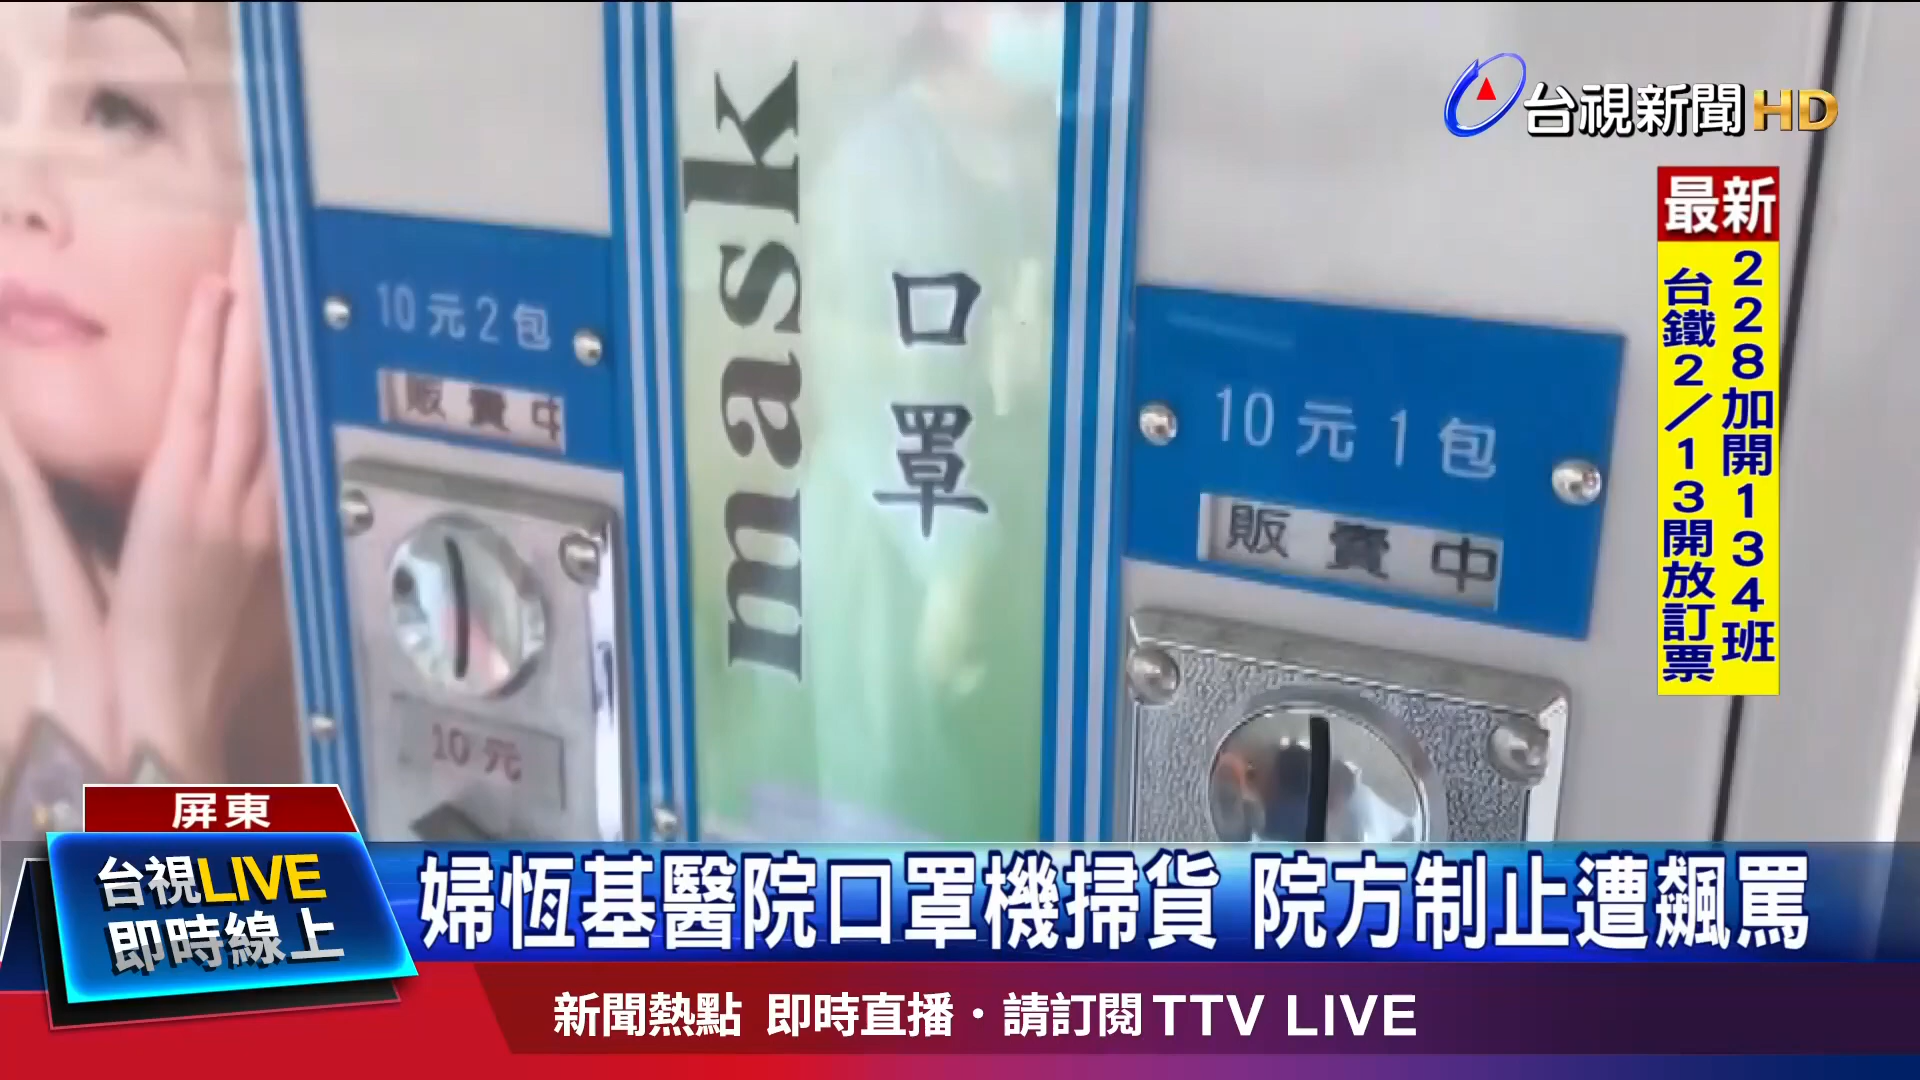 台視新聞HD
最新
228加開134班
台鐵2/13開放訂票
10元2包
販賣中
mask
口罩
10元1包
販賣中
10元
屏東
台視LIVE
即時線上
婦恆基醫院口罩機掃貨 院方制止遭飆罵
新聞熱點 即時直播・請訂閱TTV LIVE